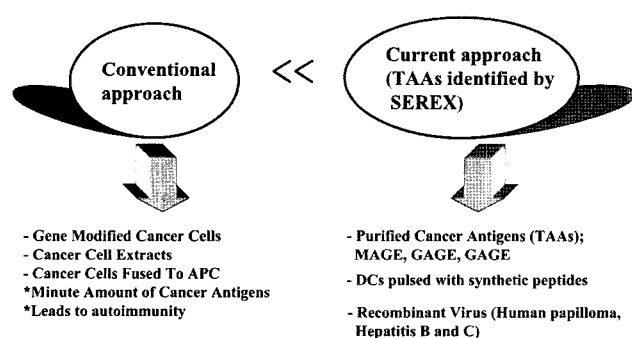 Conventional
approach
<<
Current approach
(TAAs identified by
SEREX)
- Gene Modified Cancer Cells
- Cancer Cell Extracts
- Cancer Cells Fused To APC
*Minute Amount of Cancer Antigens
*Leads to autoimmunity
- Purified Cancer Antigens (TAAs);
MAGE, GAGE, GAGE
- DCs pulsed with synthetic peptides
- Recombinant Virus (Human papilloma,
Hepatitis B and C)